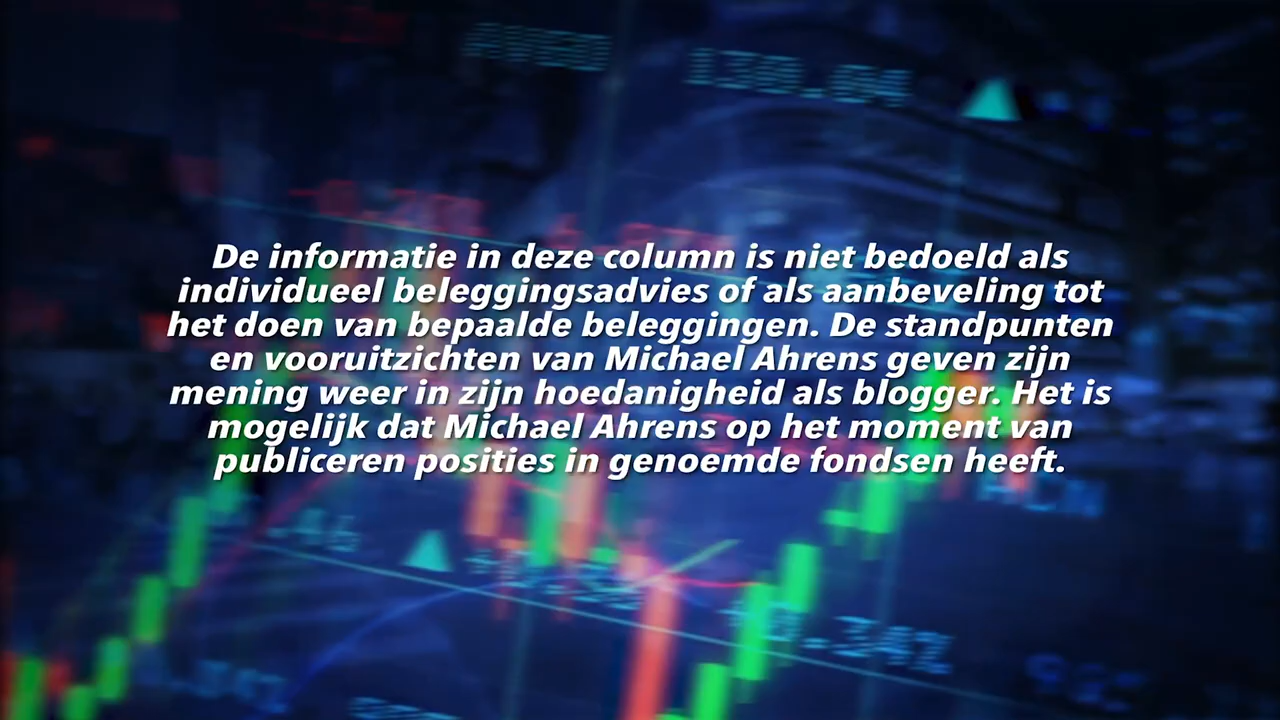 130.04
De informatie in deze column is niet bedoeld als
individueel beleggingsadvies of als aanbeveling tot
het doen van bepaalde beleggingen. De standpunten
en vooruitzichten van Michael Ahrens geven zijn
mening weer in zijn hoedanigheid als blogger. Het is
mogelijk dat Michael Ahrens op het moment van
publiceren posities in genoemde fondsen heeft.